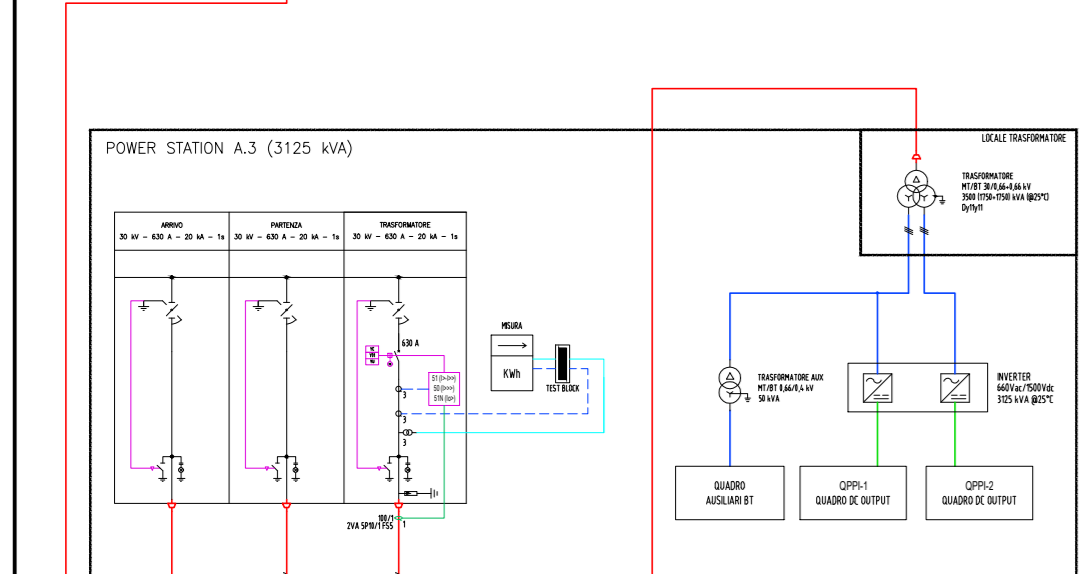 POWER STATION A.3 (3125 kVA)
LOCALE TRASFORMATORE
TRASFORMATORE
MT/BT 30/0,66+0,66 kV
3500 (1750+1750) kVA (@25°C)
Dy11y11
ARRIVO
30 kV - 630 A - 20 kA - 1s
PARTENZA
30 kV - 630 A - 20 kA - 1s
TRASFORMATORE
30 kV - 630 A - 20 kA - 1s
630 A
51 (I>-I>>)
50 (I>>>)
51N (Io>)
3
3
3
MISURA
KWh
TEST BLOCK
100/1
2VA 5P10/1 FS5
1
TRASFORMATORE AUX
MT/BT 0,66/0,4 kV
50 kVA
INVERTER
660Vac/1500Vdc
3125 kVA @25°C
QUADRO
AUSILIARI BT
QPPI-1
QUADRO DC OUTPUT
QPPI-2
QUADRO DC OUTPUT